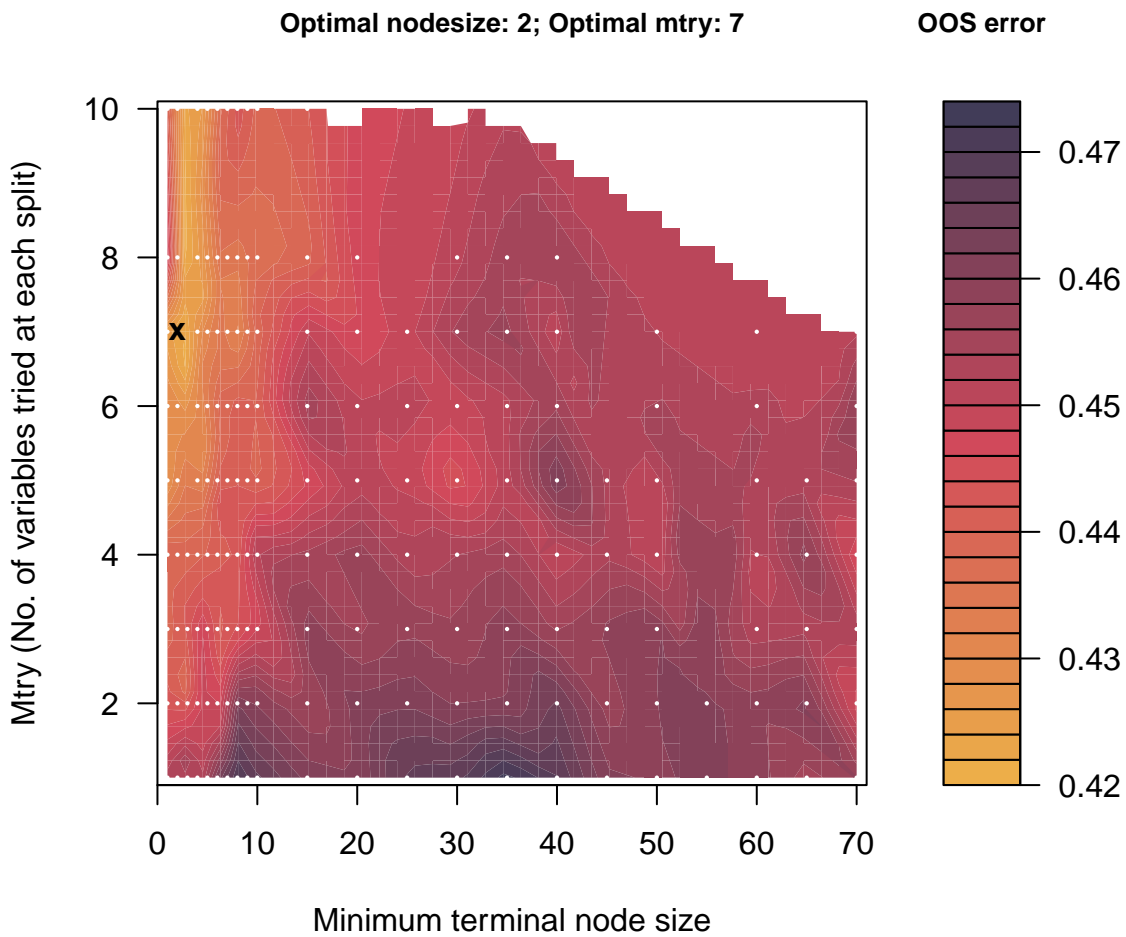 Optimal nodesize: 2; Optimal mtry: 7
OOS error
Mtry (No. of variables tried at each split)
10
8
6
4
2
x
0 10 20 30 40 50 60 70
Minimum terminal node size
0.47
0.46
0.45
0.44
0.43
0.42